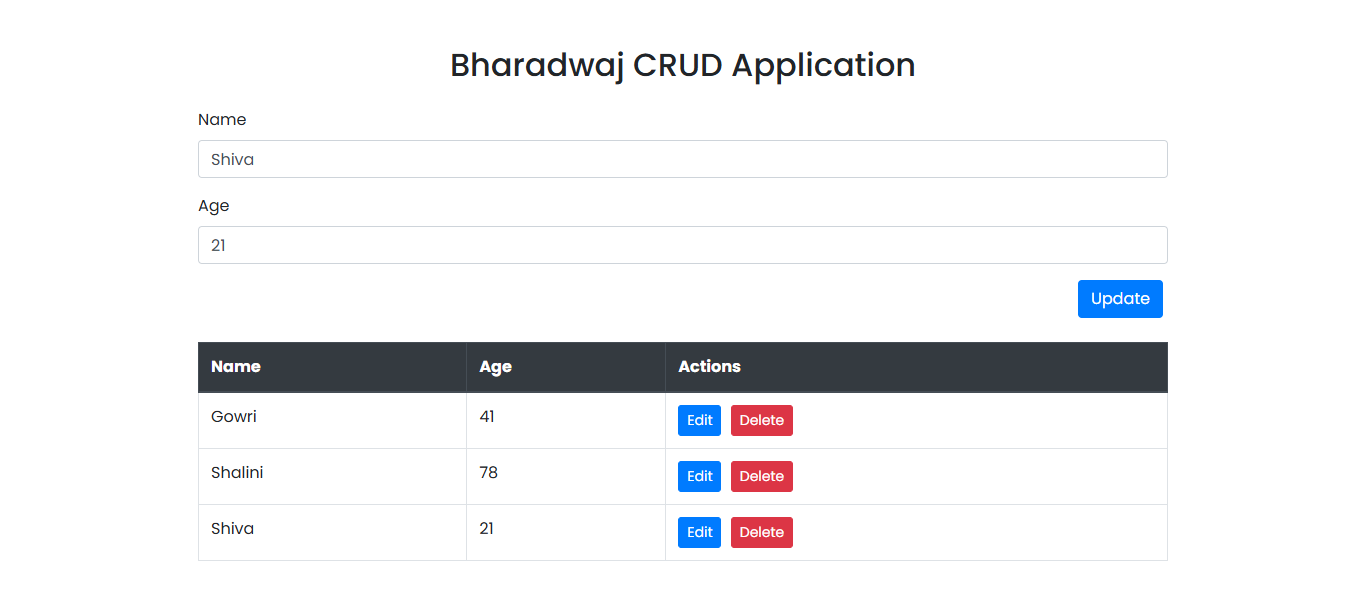 Bharadwaj CRUD Application
Name
Shiva
Age
21
Update
Name Age Actions
Gowri 41 Edit Delete
Shalini 78 Edit Delete
Shiva 21 Edit Delete